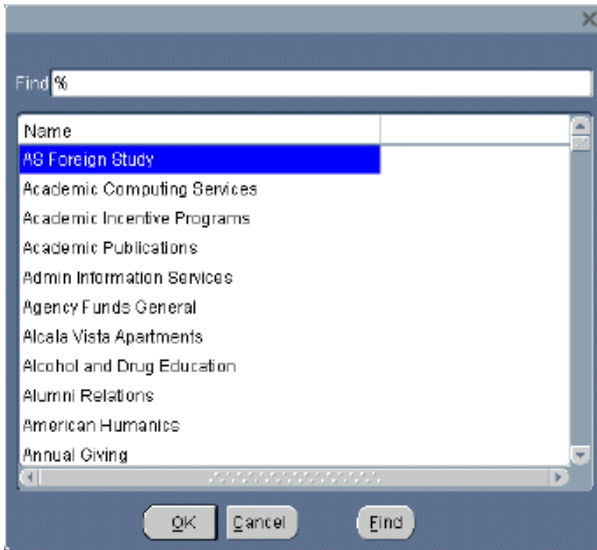 Find %
Name
AS Foreign Study
Academic Computing Services
Academic Incentive Programs
Academic Publications
Admin Information Services
Agency Funds General
Alcala Vista Apartments
Alcohol and Drug Education
Alumni Relations
American Humanics
Annual Giving
OK Cancel Find